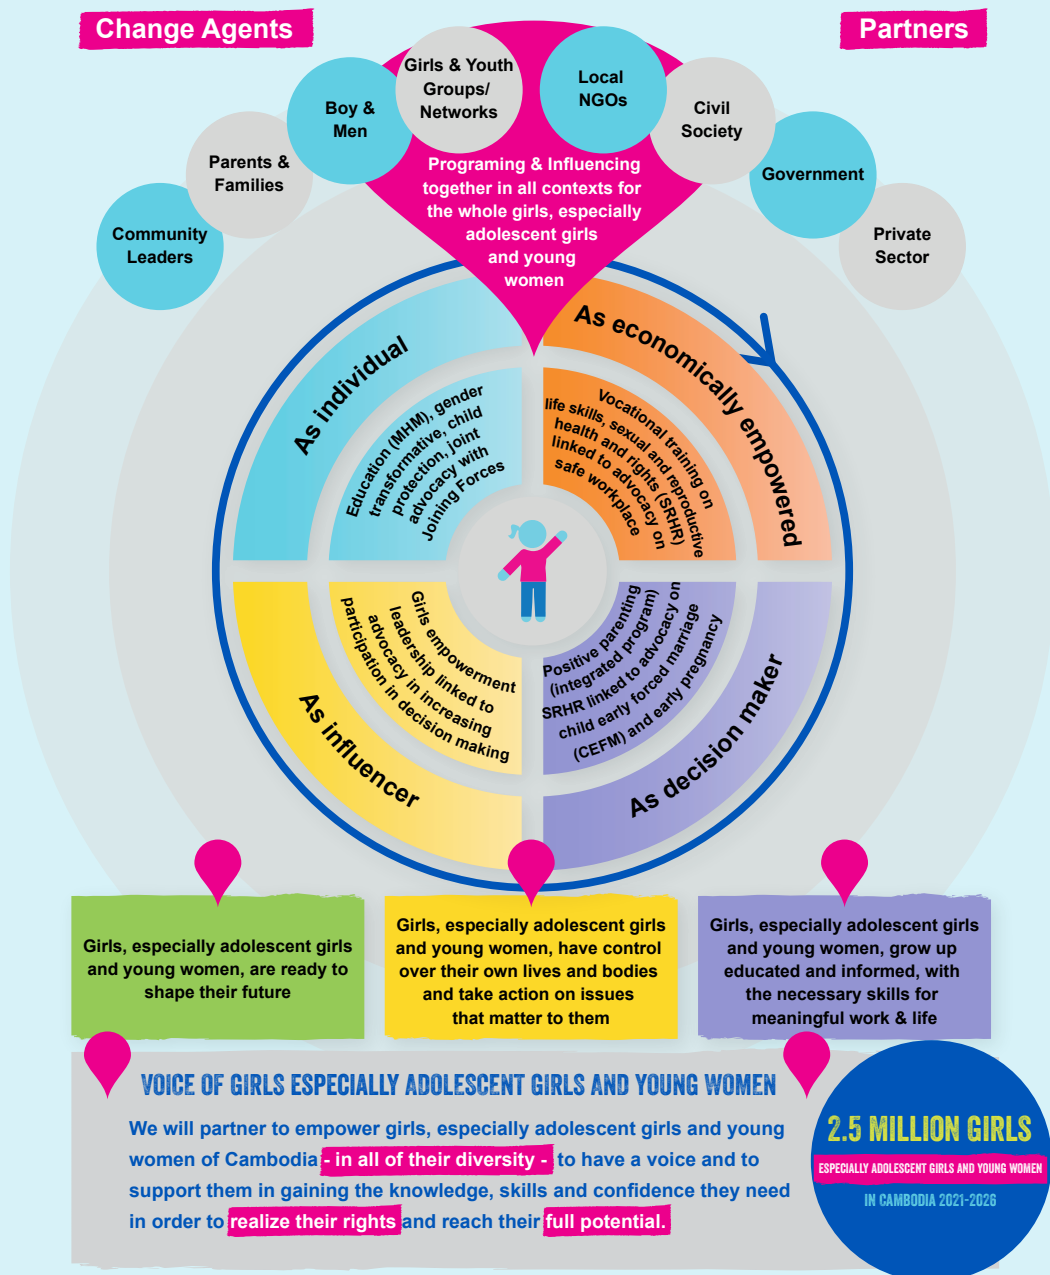 Change Agents
Partners
Community
Leaders
Parents &
Families
Boy &
Men
Girls & Youth
Groups/
Networks
Local
NGOs
Civil
Society
Government
Private
Sector
Programing & Influencing
together in all contexts for
the whole girls, especially
adolescent girls
and young
women
As individual
Education (MHM), gender
transformative, child
protection, joint
advocacy with
Joining Forces
As economically empowered
Vocational training on
life skills, sexual and reproductive
health and rights (SRHR)
linked to advocacy on
safe workplace
As influencer
Girls empowerment
leadership linked to
advocacy in increasing
participation in decision making
As decision maker
Positive parenting
(integrated program)
SRHR linked to advocacy on
child early forced marriage
(CEFM) and early pregnancy
Girls, especially adolescent girls
and young women, are ready to
shape their future
Girls, especially adolescent girls
and young women, have control
over their own lives and bodies
and take action on issues
that matter to them
Girls, especially adolescent girls
and young women, grow up
educated and informed, with
the necessary skills for
meaningful work & life
VOICE OF GIRLS ESPECIALLY ADOLESCENT GIRLS AND YOUNG WOMEN
We will partner to empower girls, especially adolescent girls and young
women of Cambodia - in all of their diversity - to have a voice and to
support them in gaining the knowledge, skills and confidence they need
in order to realize their rights and reach their full potential.
2.5 MILLION GIRLS
ESPECIALLY ADOLESCENT GIRLS AND YOUNG WOMEN
IN CAMBODIA 2021-2026